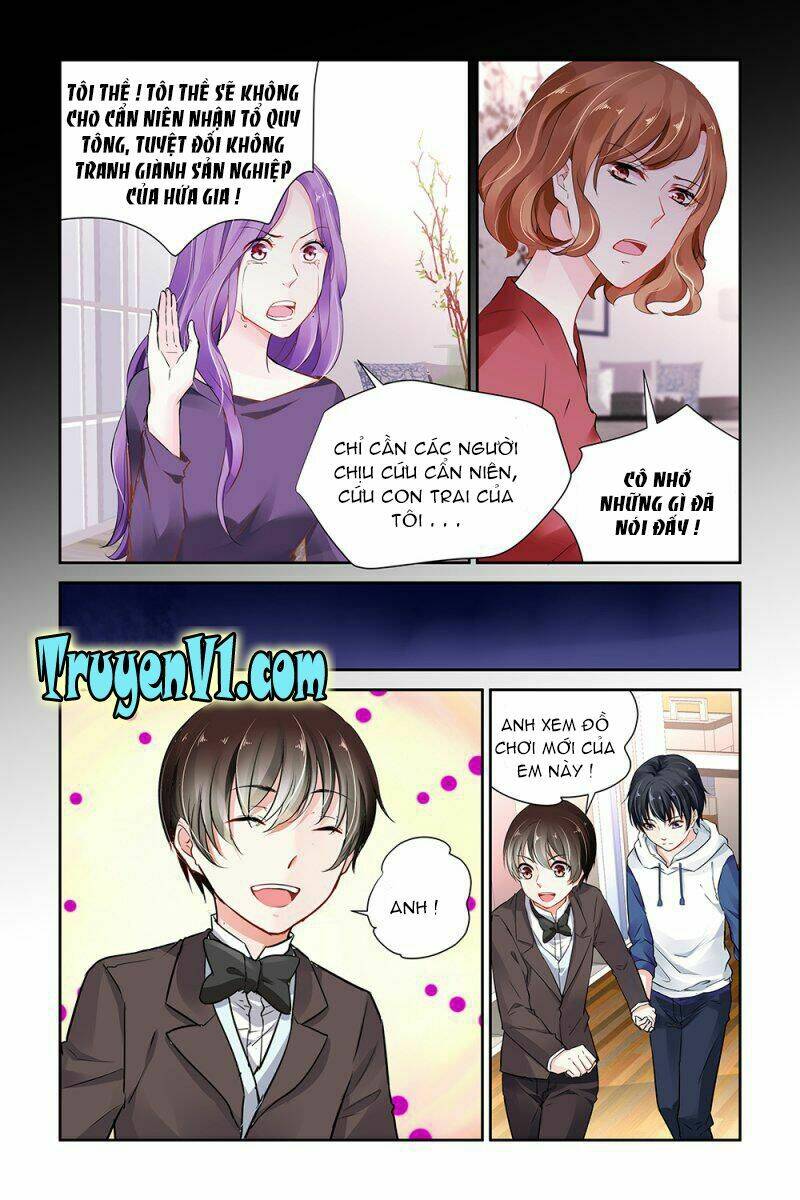 TÔI THỀ ! TÔI THỀ SẼ KHÔNG
CHO CẨN NIÊN NHẬN TỔ QUY
TÔNG, TUYỆT ĐỐI KHÔNG
TRANH GIÀNH SẢN NGHIỆP
CỦA HỨA GIA !
CHỈ CẦN CÁC NGƯỜI
CHỊU CỨU CẨN NIÊN,
CỨU CON TRAI CỦA
TÔI . . .
CÔ NHỚ
NHỮNG GÌ ĐÃ
NÓI ĐẤY !
TruyenV1.com
ANH !
ANH XEM ĐỒ
CHƠI MỚI CỦA
EM NÀY !